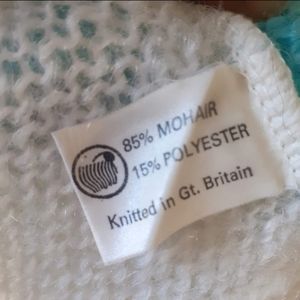 85% MOHAIR
15% POLYESTER
Knitted in Gt. Britain